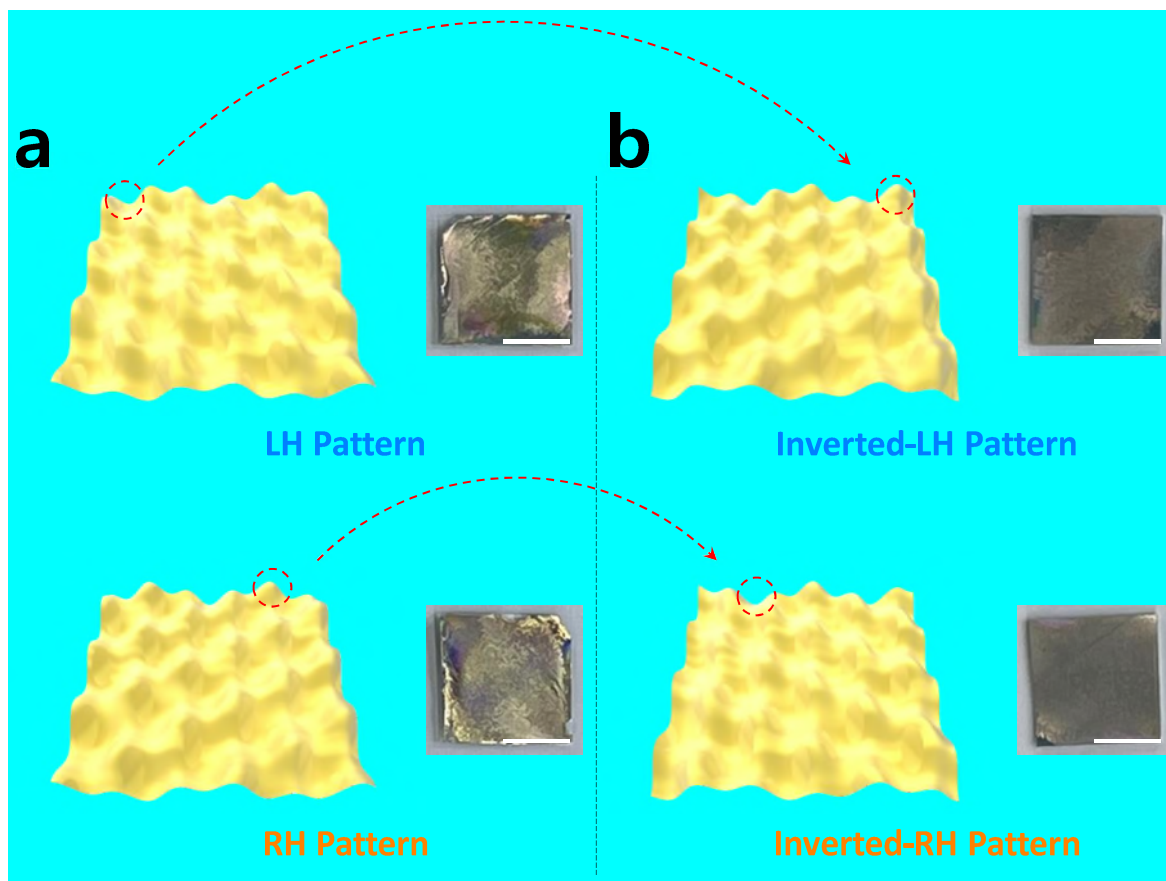 a
b
LH Pattern
Inverted-LH Pattern
RH Pattern
Inverted-RH Pattern